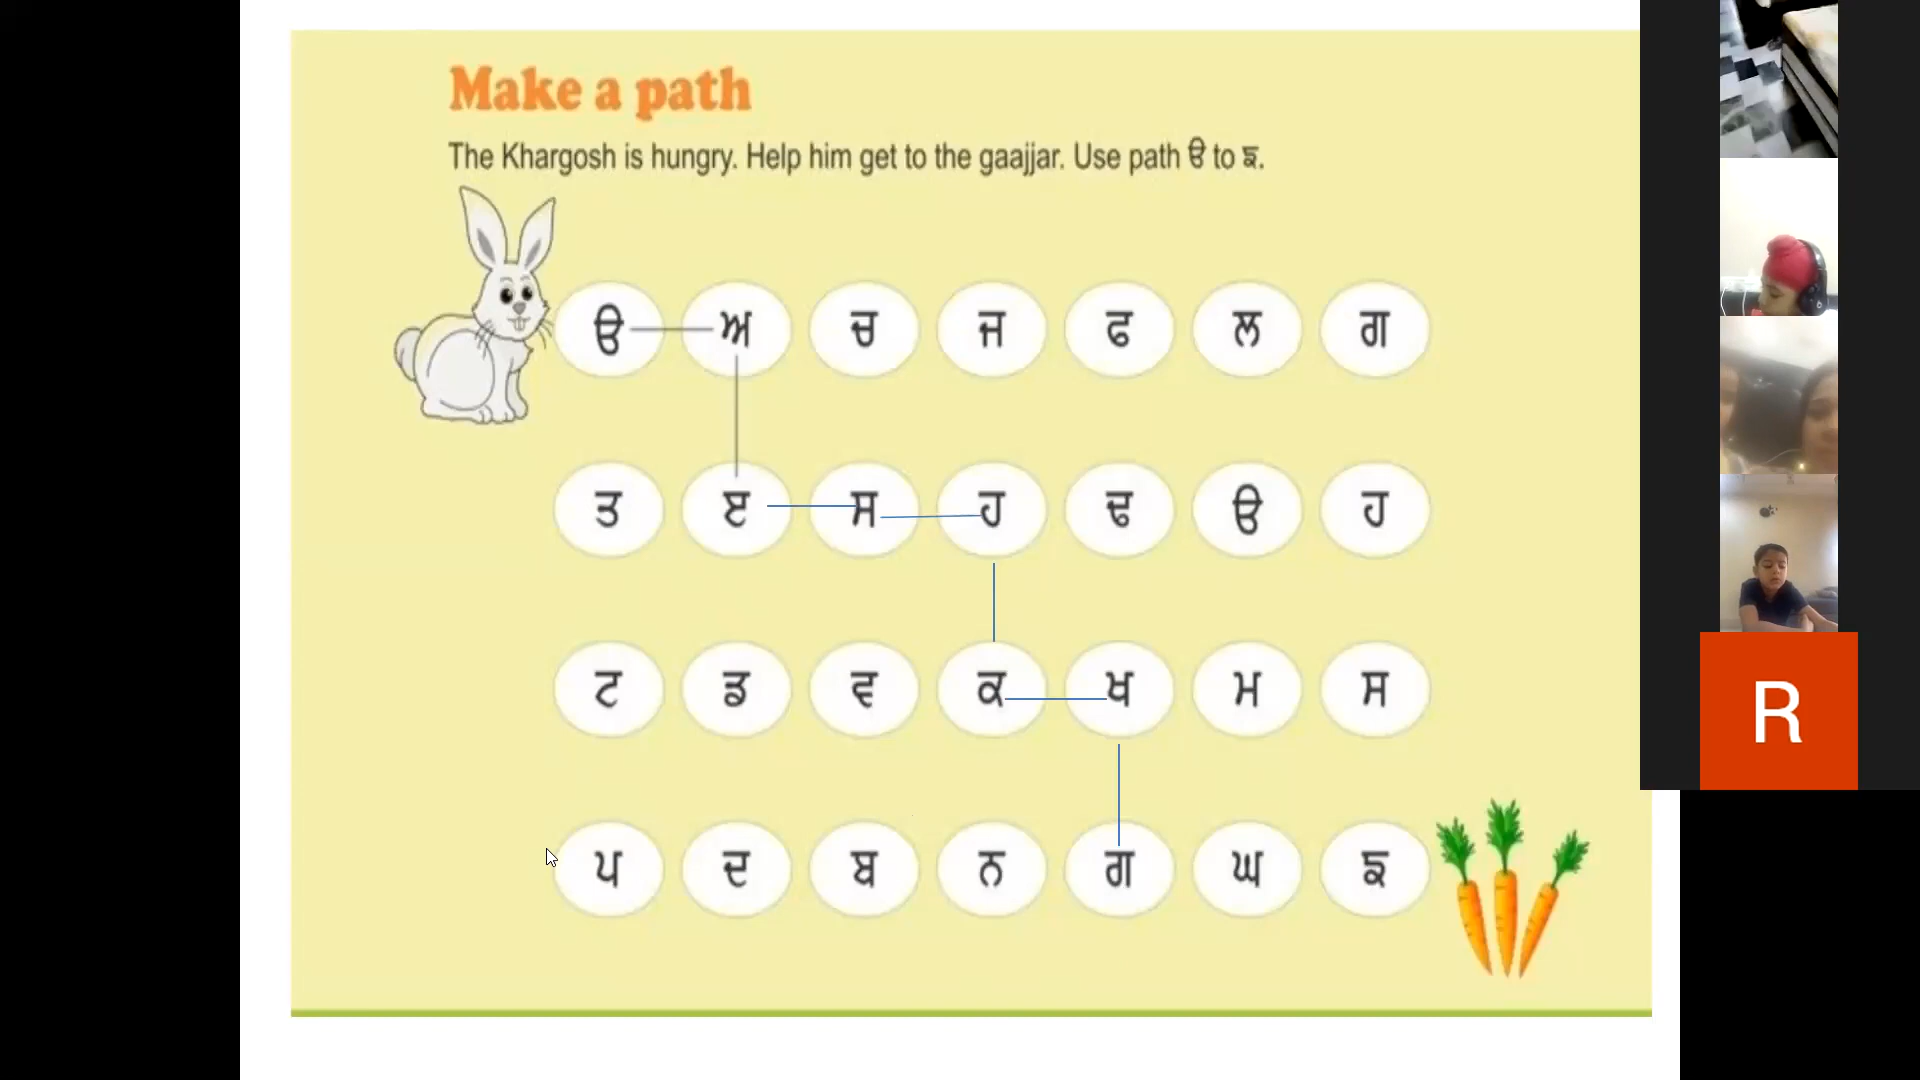 Make a path
The Khargosh is hungry. Help him get to the gaajjar. Use path ੳ to ਙ.
ੳ ਅ ਚ ਜ ਫ ਲ ਗ
ਤ ੲ ਸ ਹ ਢ ੳ ਹ
ਟ ਡ ਵ ਕ ਖ ਮ ਸ
ਪ ਦ ਬ ਨ ਗ ਘ ਙ
R